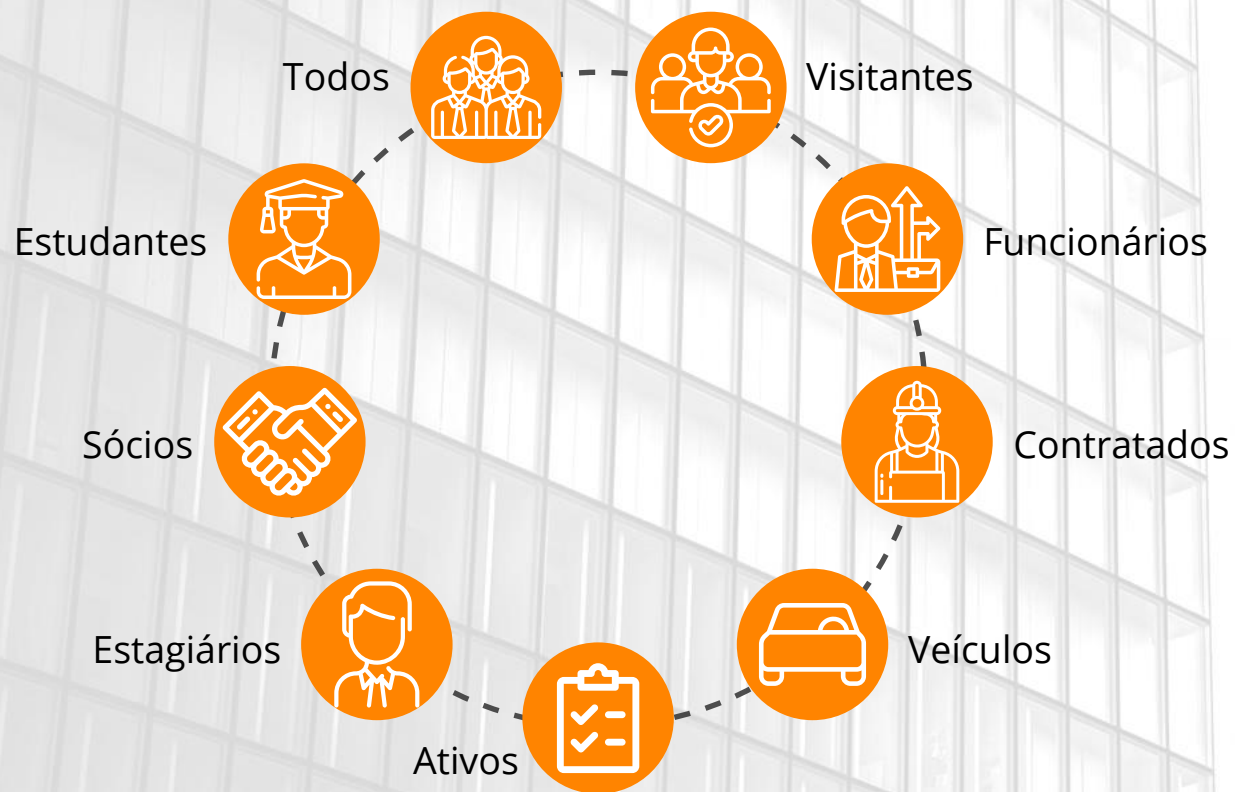 Todos
Visitantes
Estudantes
Funcionários
Sócios
Contratados
Estagiários
Veículos
Ativos